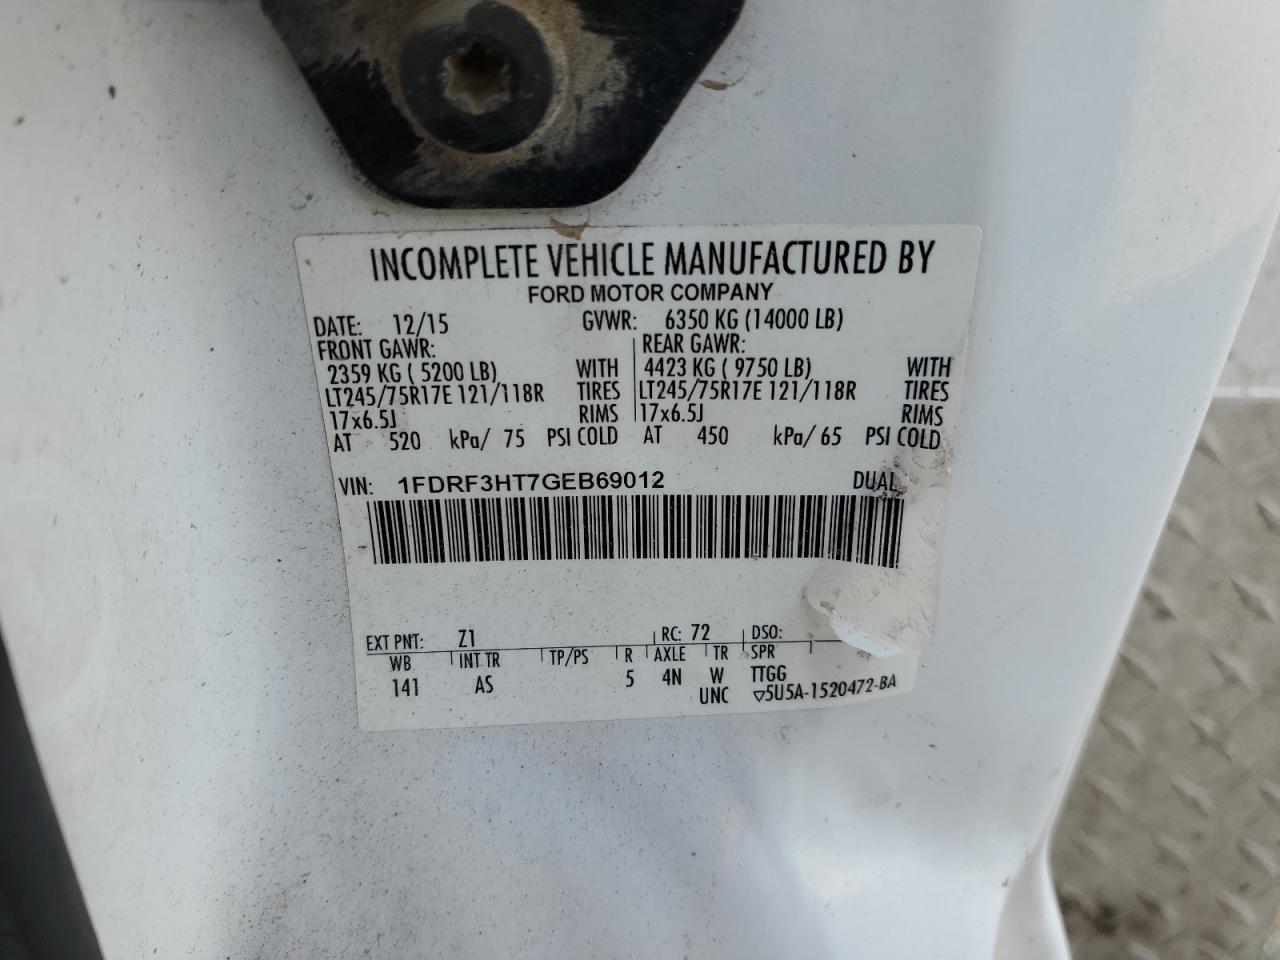 INCOMPLETE VEHICLE MANUFACTURED BY
FORD MOTOR COMPANY
DATE: 12/15 GVWR: 6350 KG (14000 LB)
FRONT GAWR: REAR GAWR:
2359 KG ( 5200 LB) WITH 4423 KG ( 9750 LB) WITH
LT245/75R17E 121/118R TIRES LT245/75R17E 121/118R TIRES
17x6.5J RIMS 17x6.5J RIMS
AT 520 kPa/ 75 PSI COLD AT 450 kPa/ 65 PSI COLD
VIN: 1FDRF3HT7GEB69012 DUAL
EXT PNT: Z1 RC: 72 DSO:
WB INT TR TP/PS R AXLE TR SPR
141 AS 5 4N W TTGG
UNC ▽5U5A-1520472-BA